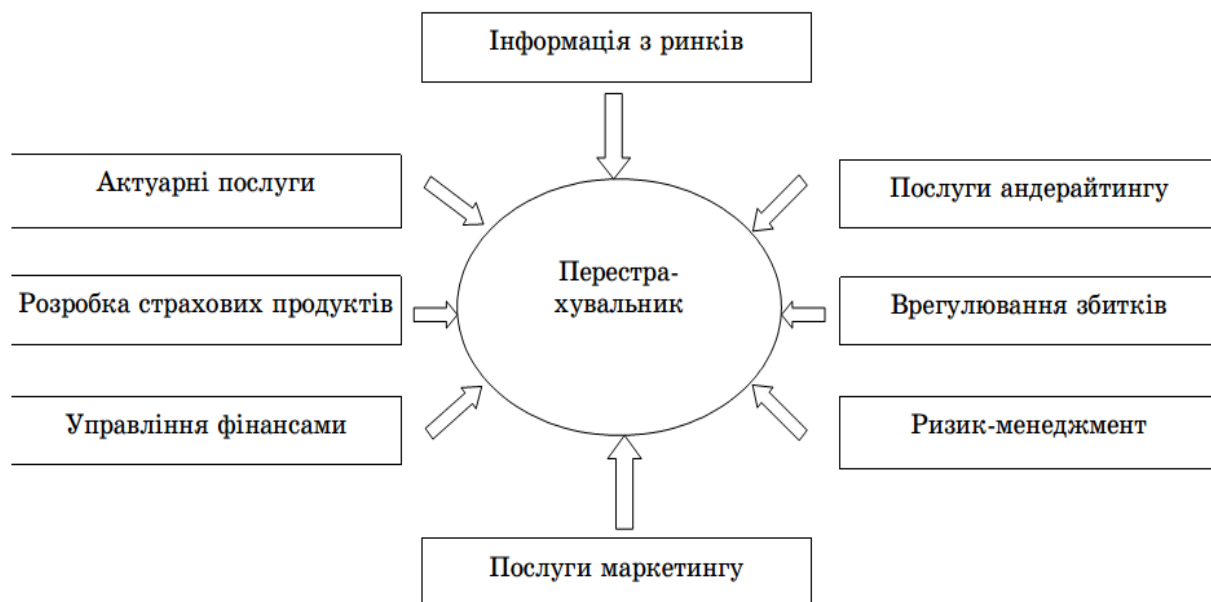 Інформація з ринків
Актуарні послуги
Послуги андерайтингу
Перестра-
хувальник
Розробка страхових продуктів
Врегулювання збитків
Управління фінансами
Ризик-менеджмент
Послуги маркетингу